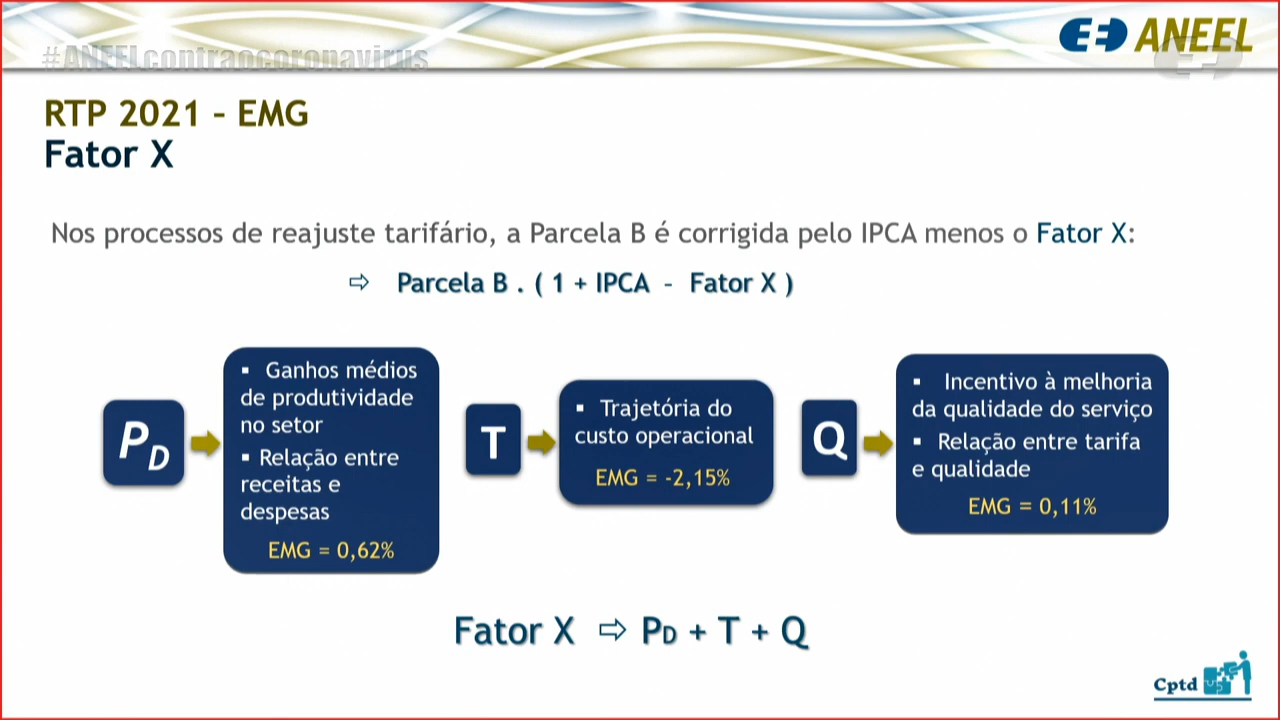 #ANEELcontraocoronavirus
ANEEL
RTP 2021 – EMG
Fator X
Nos processos de reajuste tarifário, a Parcela B é corrigida pelo IPCA menos o Fator X:
⇨ Parcela B . ( 1 + IPCA – Fator X )
PD
▪ Ganhos médios
de produtividade
no setor
▪ Relação entre
receitas e
despesas
EMG = 0,62%
T
▪ Trajetória do
custo operacional
EMG = -2,15%
Q
▪ Incentivo à melhoria
da qualidade do serviço
▪ Relação entre tarifa
e qualidade
EMG = 0,11%
Fator X ⇨ PD + T + Q
Cptd